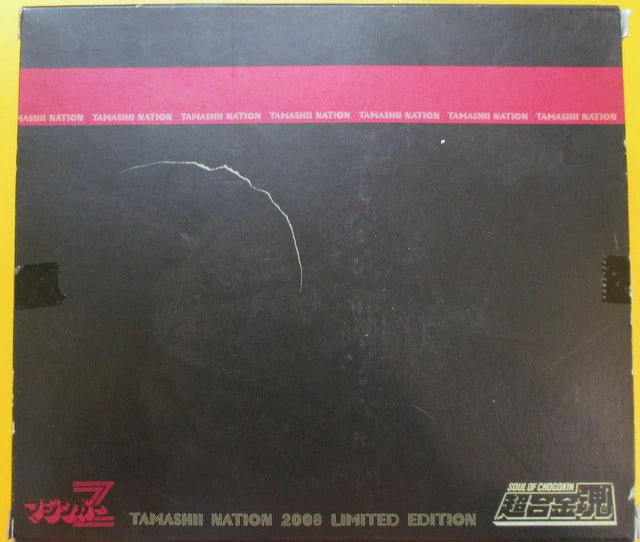 MASHII NATION TAMASHII NATION TAMASHII NATION TAMASHII NATION TAMASHII NATION TAMASHII NATION TAMASHII NATION
マジンガーZ
TAMASHII NATION 2008 LIMITED EDITION
SOUL OF CHOGOKIN
超合金魂